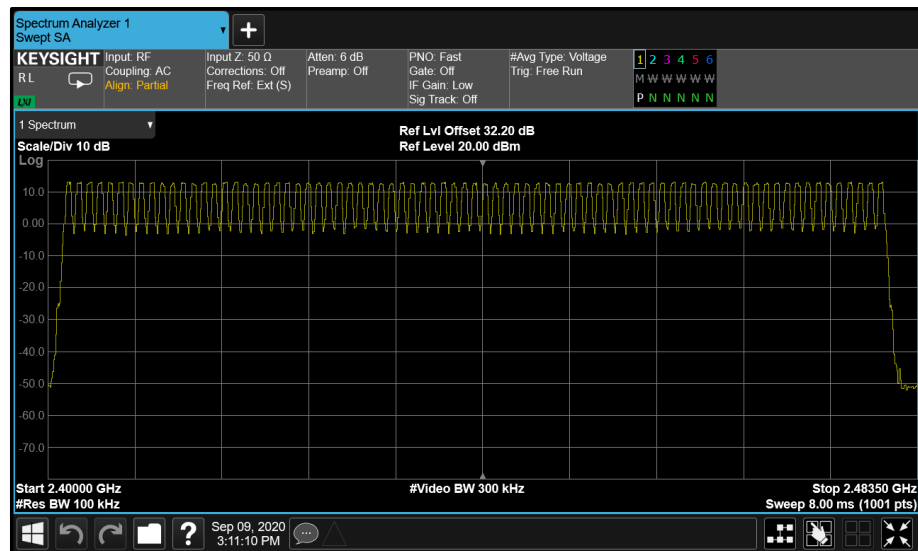 Spectrum Analyzer 1
Swept SA
+
KEYSIGHT
R L
LXI
Input: RF
Coupling: AC
Align: Partial
Input Z: 50 Ω
Corrections: Off
Freq Ref: Ext (S)
Atten: 6 dB
Preamp: Off
PNO: Fast
Gate: Off
IF Gain: Low
Sig Track: Off
#Avg Type: Voltage
Trig: Free Run
1 2 3 4 5 6
M W W W W W
P N N N N N
1 Spectrum
Scale/Div 10 dB
Ref Lvl Offset 32.20 dB
Ref Level 20.00 dBm
Log
10.0
0.00
-10.0
-20.0
-30.0
-40.0
-50.0
-60.0
-70.0
Start 2.40000 GHz
#Res BW 100 kHz
#Video BW 300 kHz
Stop 2.48350 GHz
Sweep 8.00 ms (1001 pts)
?
Sep 09, 2020
3:11:10 PM